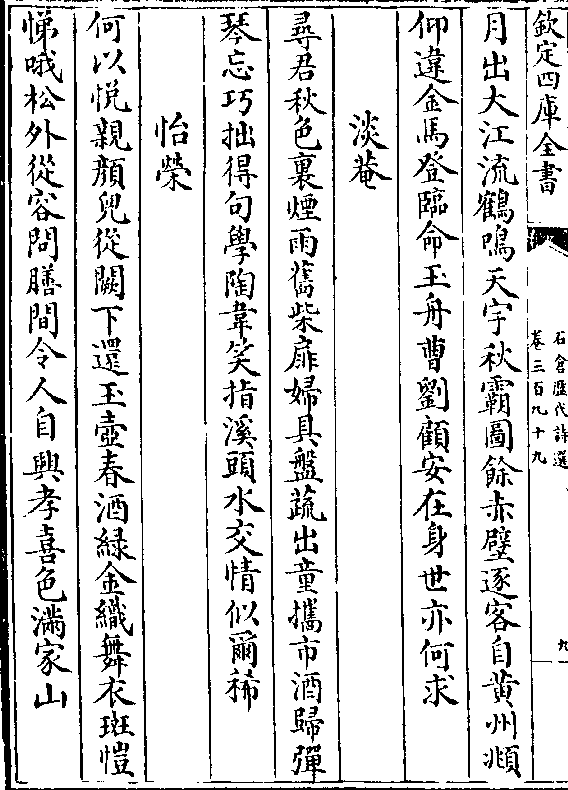 欽定四庫全書
石倉歷代詩選
卷三百九十九
九
月出大江流鶴鳴天宇秋霸圖餘赤壁逐客自黄州兆頫
仰違金馬登臨命玉舟曹劉顧安在身世亦何求
淡菴
尋君秋色裏煙雨舊柴扉婦具盤蔬出童攜市酒歸彈
琴忘巧拙得句學陶韋笑指溪頭水交情似爾稀
怡榮
何以悦親顔兒從闕下還玉壺春酒緑金織舞衣斑愷
悌哦松外從容問膳間令人自興孝喜色滿家山